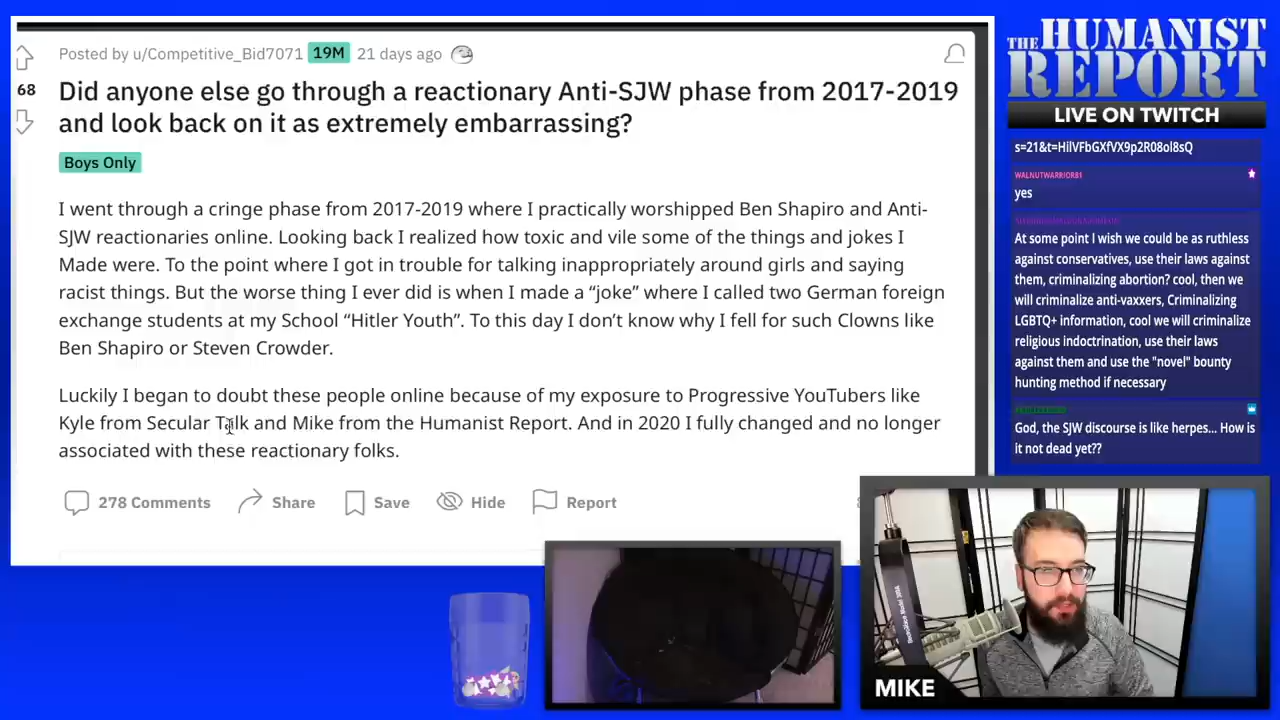 Posted by u/Competitive_Bid7071 19M 21 days ago
68
Did anyone else go through a reactionary Anti-SJW phase from 2017-2019
and look back on it as extremely embarrassing?
Boys Only
I went through a cringe phase from 2017-2019 where I practically worshipped Ben Shapiro and Anti-
SJW reactionaries online. Looking back I realized how toxic and vile some of the things and jokes I
Made were. To the point where I got in trouble for talking inappropriately around girls and saying
racist things. But the worse thing I ever did is when I made a “joke” where I called two German foreign
exchange students at my School “Hitler Youth”. To this day I don’t know why I fell for such Clowns like
Ben Shapiro or Steven Crowder.
Luckily I began to doubt these people online because of my exposure to Progressive YouTubers like
Kyle from Secular Talk and Mike from the Humanist Report. And in 2020 I fully changed and no longer
associated with these reactionary folks.
278 Comments Share Save Hide Report
THE HUMANIST
REPORT
LIVE ON TWITCH
s=21&t=HilVFbGXfVX9p2R08ol8sQ
WALNUTWARRIOR81
yes
At some point I wish we could be as ruthless
against conservatives, use their laws against
them, criminalizing abortion? cool, then we
will criminalize anti-vaxxers, Criminalizing
LGBTQ+ information, cool we will criminalize
religious indoctrination, use their laws
against them and use the "novel" bounty
hunting method if necessary
God, the SJW discourse is like herpes... How is
it not dead yet??
MIKE